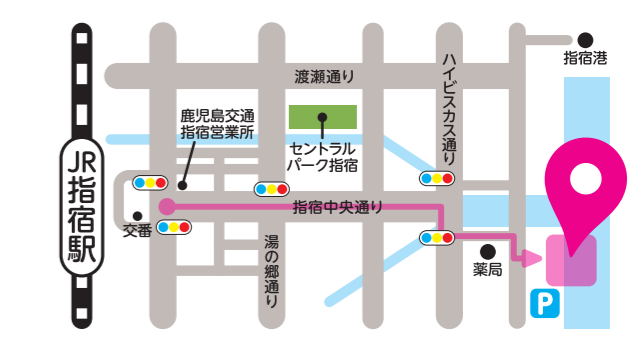 渡瀬通り
ハイビスカス通り
指宿港
鹿児島交通
指宿営業所
セントラル
パーク指宿
JR指宿駅
指宿中央通り
交番
湯の郷通り
薬局
P